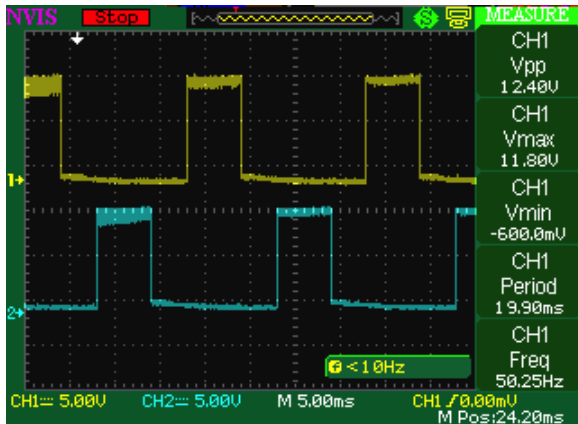 NVIS Stop MEASURE
CH1
Vpp
12.40V
CH1
Vmax
11.80V
CH1
Vmin
-600.0mV
CH1
Period
19.90ms
CH1
Freq
50.25Hz
1
2
<10Hz
CH1 5.00V CH2 5.00V M 5.00ms CH1 0.00mV
M Pos:24.20ms